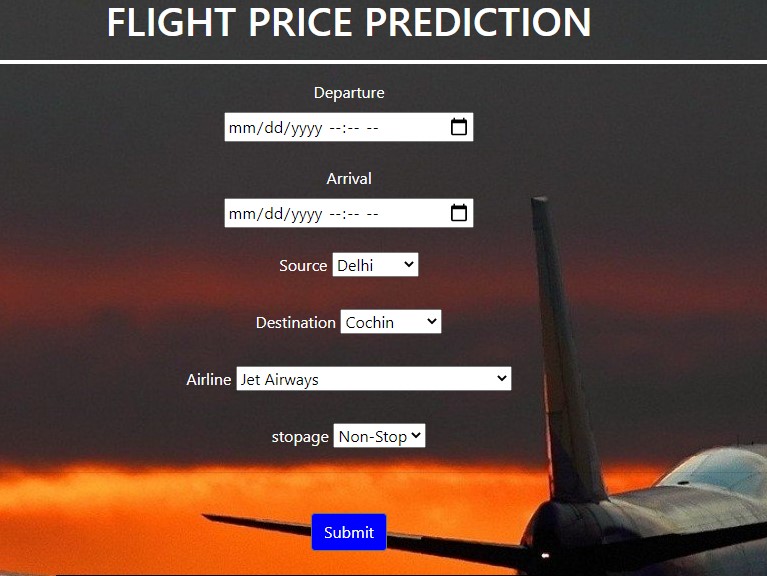 FLIGHT PRICE PREDICTION
Departure
mm/dd/yyyy --:-- --
Arrival
mm/dd/yyyy --:-- --
Source Delhi
Destination Cochin
Airline Jet Airways
stopage Non-Stop
Submit